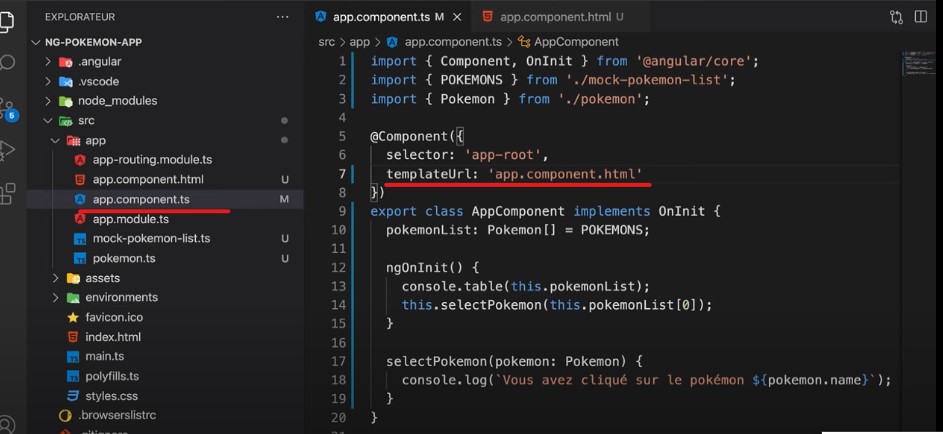 EXPLORATEUR ...
app.component.ts M
app.component.html U
NG-POKEMON-APP
.angular
.vscode
node_modules
src
app
app-routing.module.ts
app.component.html U
app.component.ts M
app.module.ts
mock-pokemon-list.ts U
pokemon.ts U
assets
environments
favicon.ico
index.html
main.ts
polyfills.ts
styles.css
.browserslistrc
5
src > app > app.component.ts > AppComponent
1 import { Component, OnInit } from '@angular/core';
2 import { POKEMONS } from './mock-pokemon-list';
3 import { Pokemon } from './pokemon';
4
5 @Component({
6 selector: 'app-root',
7 templateUrl: 'app.component.html'
8 })
9 export class AppComponent implements OnInit {
10 pokemonList: Pokemon[] = POKEMONS;
11
12 ngOnInit() {
13 console.table(this.pokemonList);
14 this.selectPokemon(this.pokemonList[0]);
15 }
16
17 selectPokemon(pokemon: Pokemon) {
18 console.log(`Vous avez cliqué sur le pokémon ${pokemon.name}`);
19 }
20 }